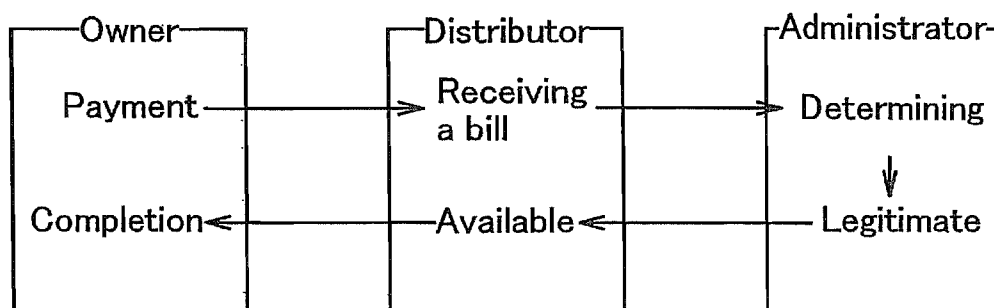 Owner
Distributor
Administrator
Payment
Receiving
a bill
Determining
Completion
Available
Legitimate